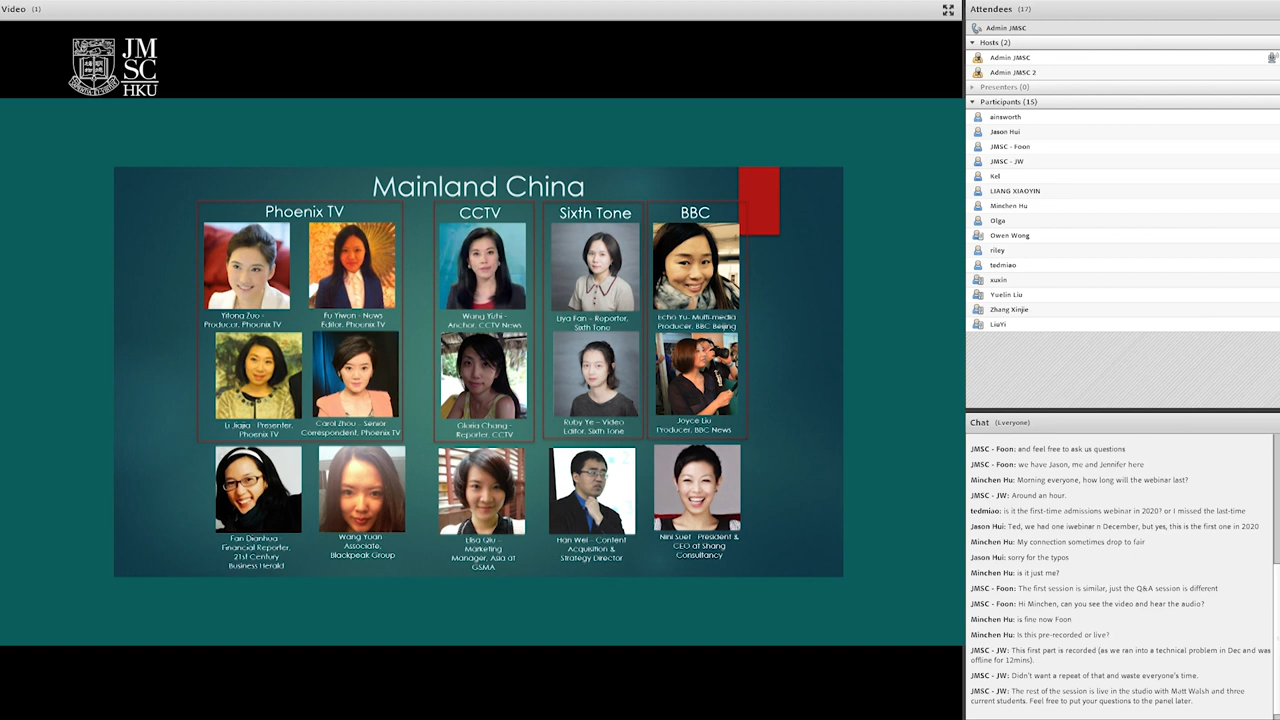 Video (1)
JM
SC
HKU
Mainland China
Phoenix TV
CCTV
Sixth Tone
BBC
Yitong Zuo -
Producer, Phoenix TV
Fu Yiwen - News
Editor, Phoenix TV
Wang Yizhi -
Anchor, CCTV News
Liya Fan - Reporter,
Sixth Tone
Echo Yu- Multi-media
Producer, BBC Beijing
Li Jiajia - Presenter,
Phoenix TV
Carol Zhou - Senior
Correspondent, Phoenix TV
Gloria Chang -
Reporter, CCTV
Ruby Ye - Video
Editor, Sixth Tone
Joyce Liu
Producer, BBC News
Fan Dianhua -
Financial Reporter,
21st Century
Business Herald
Wang Yuan
Associate,
Blackpeak Group
Elisa Qiu -
Marketing
Manager, Asia at
GSMA
Han Wei - Content
Acquisition &
Strategy Director
Nini Suet - President &
CEO at Shang
Consultancy
Attendees (17)
Admin JMSC
Hosts (2)
Admin JMSC
Admin JMSC 2
Presenters (0)
Participants (15)
ainsworth
Jason Hui
JMSC - Foon
JMSC - JW
Kel
LIANG XIAOYIN
Minchen Hu
Olga
Owen Wong
riley
tedmiao
xuxin
Yuelin Liu
Zhang Xinjie
LiuYi
Chat (Everyone)
JMSC - Foon: and feel free to ask us questions
JMSC - Foon: we have Jason, me and Jennifer here
Minchen Hu: Morning everyone, how long will the webinar last?
JMSC - JW: Around an hour.
tedmiao: is it the first-time admissions webinar in 2020? or I missed the last-time
Jason Hui: Ted, we had one iwebinar n December, but yes, this is the first one in 2020
Minchen Hu: My connection sometimes drop to fair
Jason Hui: sorry for the typos
Minchen Hu: is it just me?
JMSC - Foon: The first session is similar, just the Q&A session is different
JMSC - Foon: Hi Minchen, can you see the video and hear the audio?
Minchen Hu: is fine now Foon
Minchen Hu: Is this pre-recorded or live?
JMSC - JW: This first part is recorded (as we ran into a technical problem in Dec and was
offline for 12mins).
JMSC - JW: Didn't want a repeat of that and waste everyone's time.
JMSC - JW: The rest of the session is live in the studio with Matt Walsh and three
current students. Feel free to put your questions to the panel later.